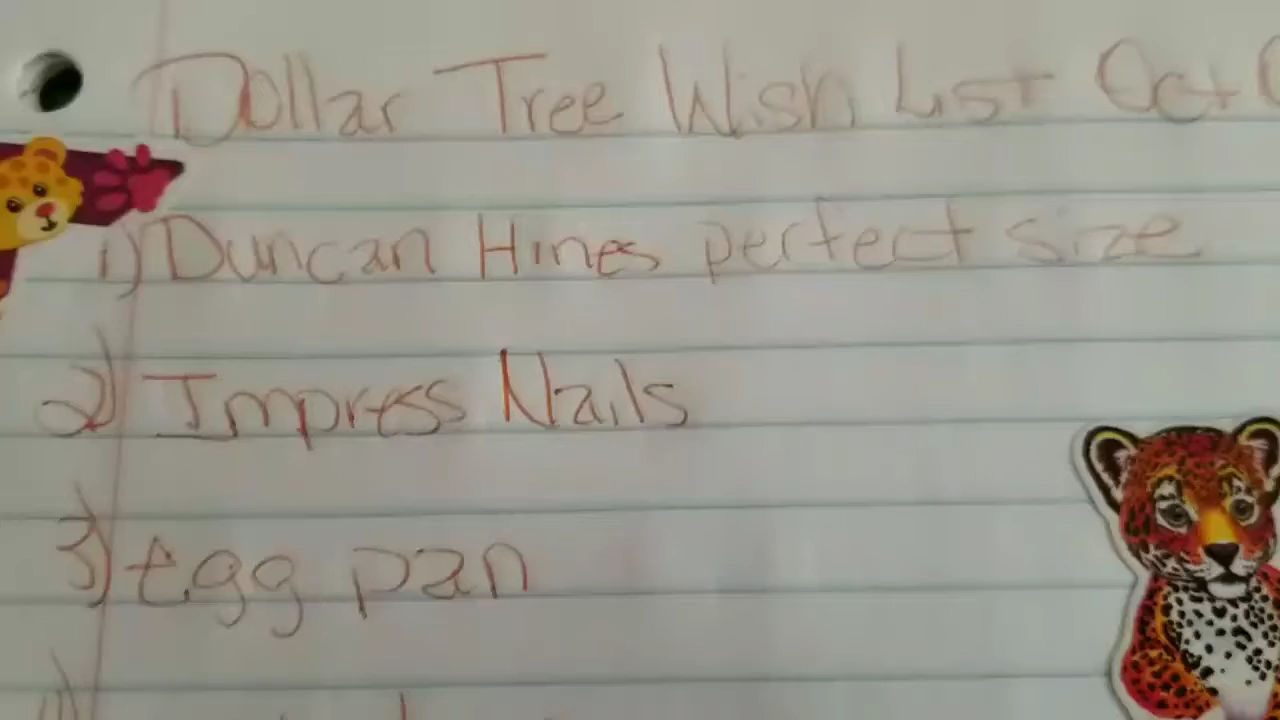 Dollar Tree Wish List Oct
1) Duncan Hines perfect size
2) Impress Nails
3) Egg pan